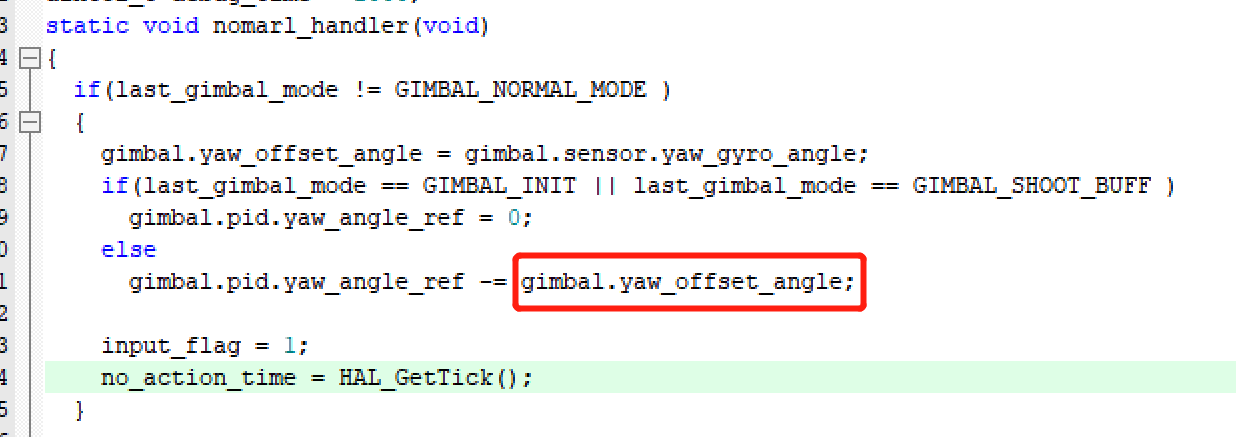 3 static void nomarl_handler(void)
4 {
5 if(last_gimbal_mode != GIMBAL_NORMAL_MODE )
6 {
7 gimbal.yaw_offset_angle = gimbal.sensor.yaw_gyro_angle;
8 if(last_gimbal_mode == GIMBAL_INIT || last_gimbal_mode == GIMBAL_SHOOT_BUFF )
9 gimbal.pid.yaw_angle_ref = 0;
0 else
1 gimbal.pid.yaw_angle_ref -= gimbal.yaw_offset_angle;
2
3 input_flag = 1;
4 no_action_time = HAL_GetTick();
5 }